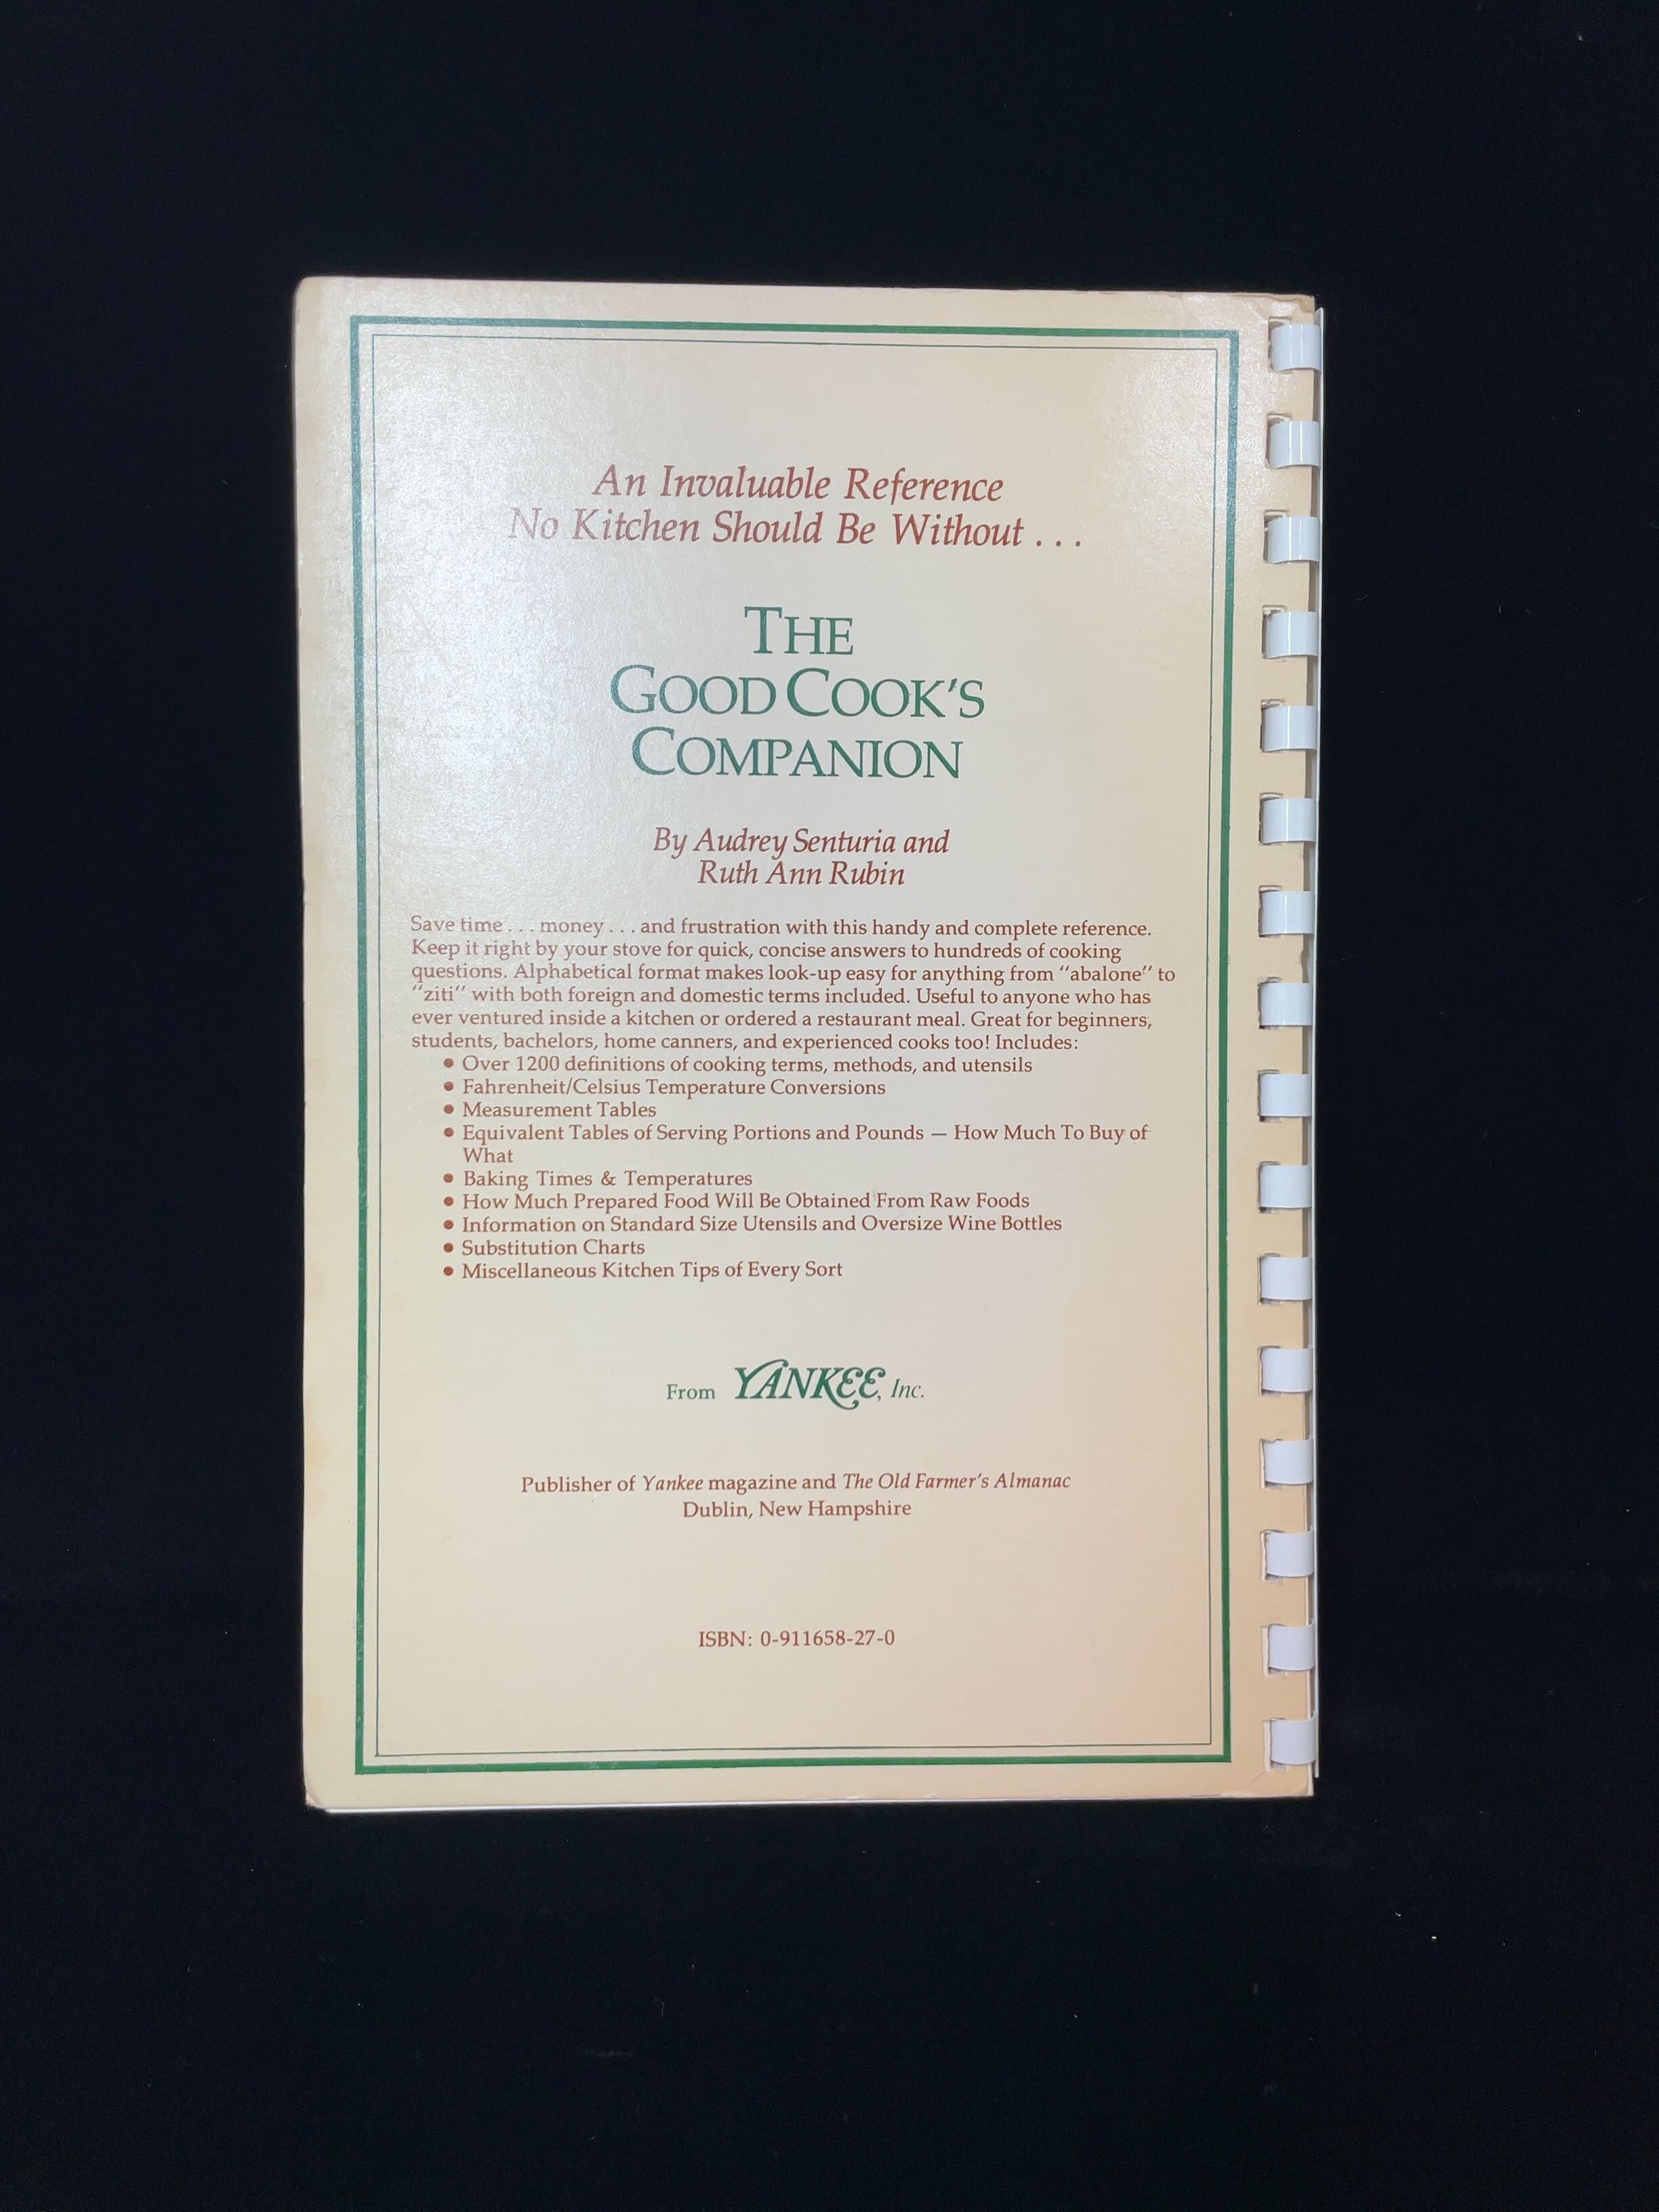 An Invaluable Reference
No Kitchen Should Be Without . . .
THE
GOOD COOK'S
COMPANION
By Audrey Senturia and
Ruth Ann Rubin
Save time . . . money . . . and frustration with this handy and complete reference.
Keep it right by your stove for quick, concise answers to hundreds of cooking
questions. Alphabetical format makes look-up easy for anything from "abalone" to
"ziti" with both foreign and domestic terms included. Useful to anyone who has
ever ventured inside a kitchen or ordered a restaurant meal. Great for beginners,
students, bachelors, home canners, and experienced cooks too! Includes:
• Over 1200 definitions of cooking terms, methods, and utensils
• Fahrenheit/Celsius Temperature Conversions
• Measurement Tables
• Equivalent Tables of Serving Portions and Pounds — How Much To Buy of
What
• Baking Times & Temperatures
• How Much Prepared Food Will Be Obtained From Raw Foods
• Information on Standard Size Utensils and Oversize Wine Bottles
• Substitution Charts
• Miscellaneous Kitchen Tips of Every Sort
From YANKEE, Inc.
Publisher of Yankee magazine and The Old Farmer's Almanac
Dublin, New Hampshire
ISBN: 0-911658-27-0